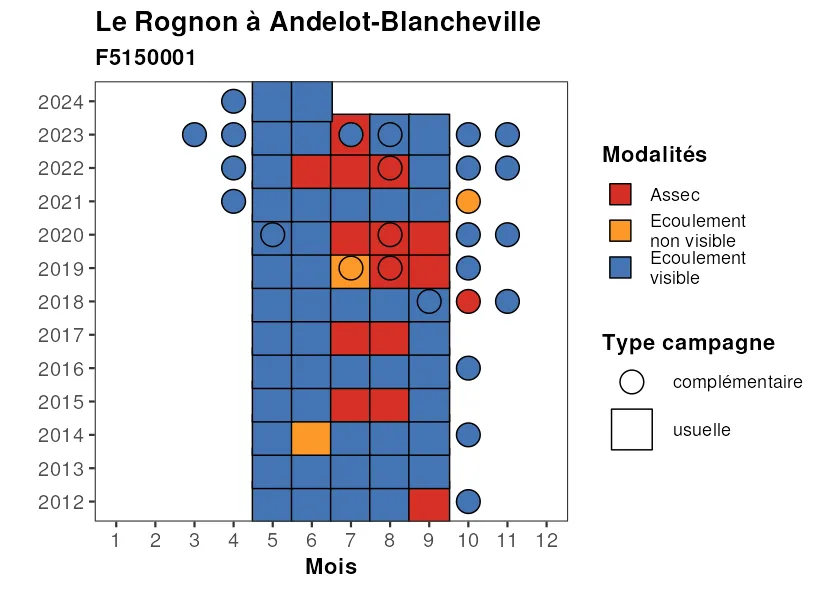 Le Rognon à Andelot-Blancheville
F5150001
2024
2023
2022
2021
2020
2019
2018
2017
2016
2015
2014
2013
2012
1 2 3 4 5 6 7 8 9 10 11 12
Mois
Modalités
Assec
Ecoulement
non visible
Ecoulement
visible
Type campagne
complémentaire
usuelle